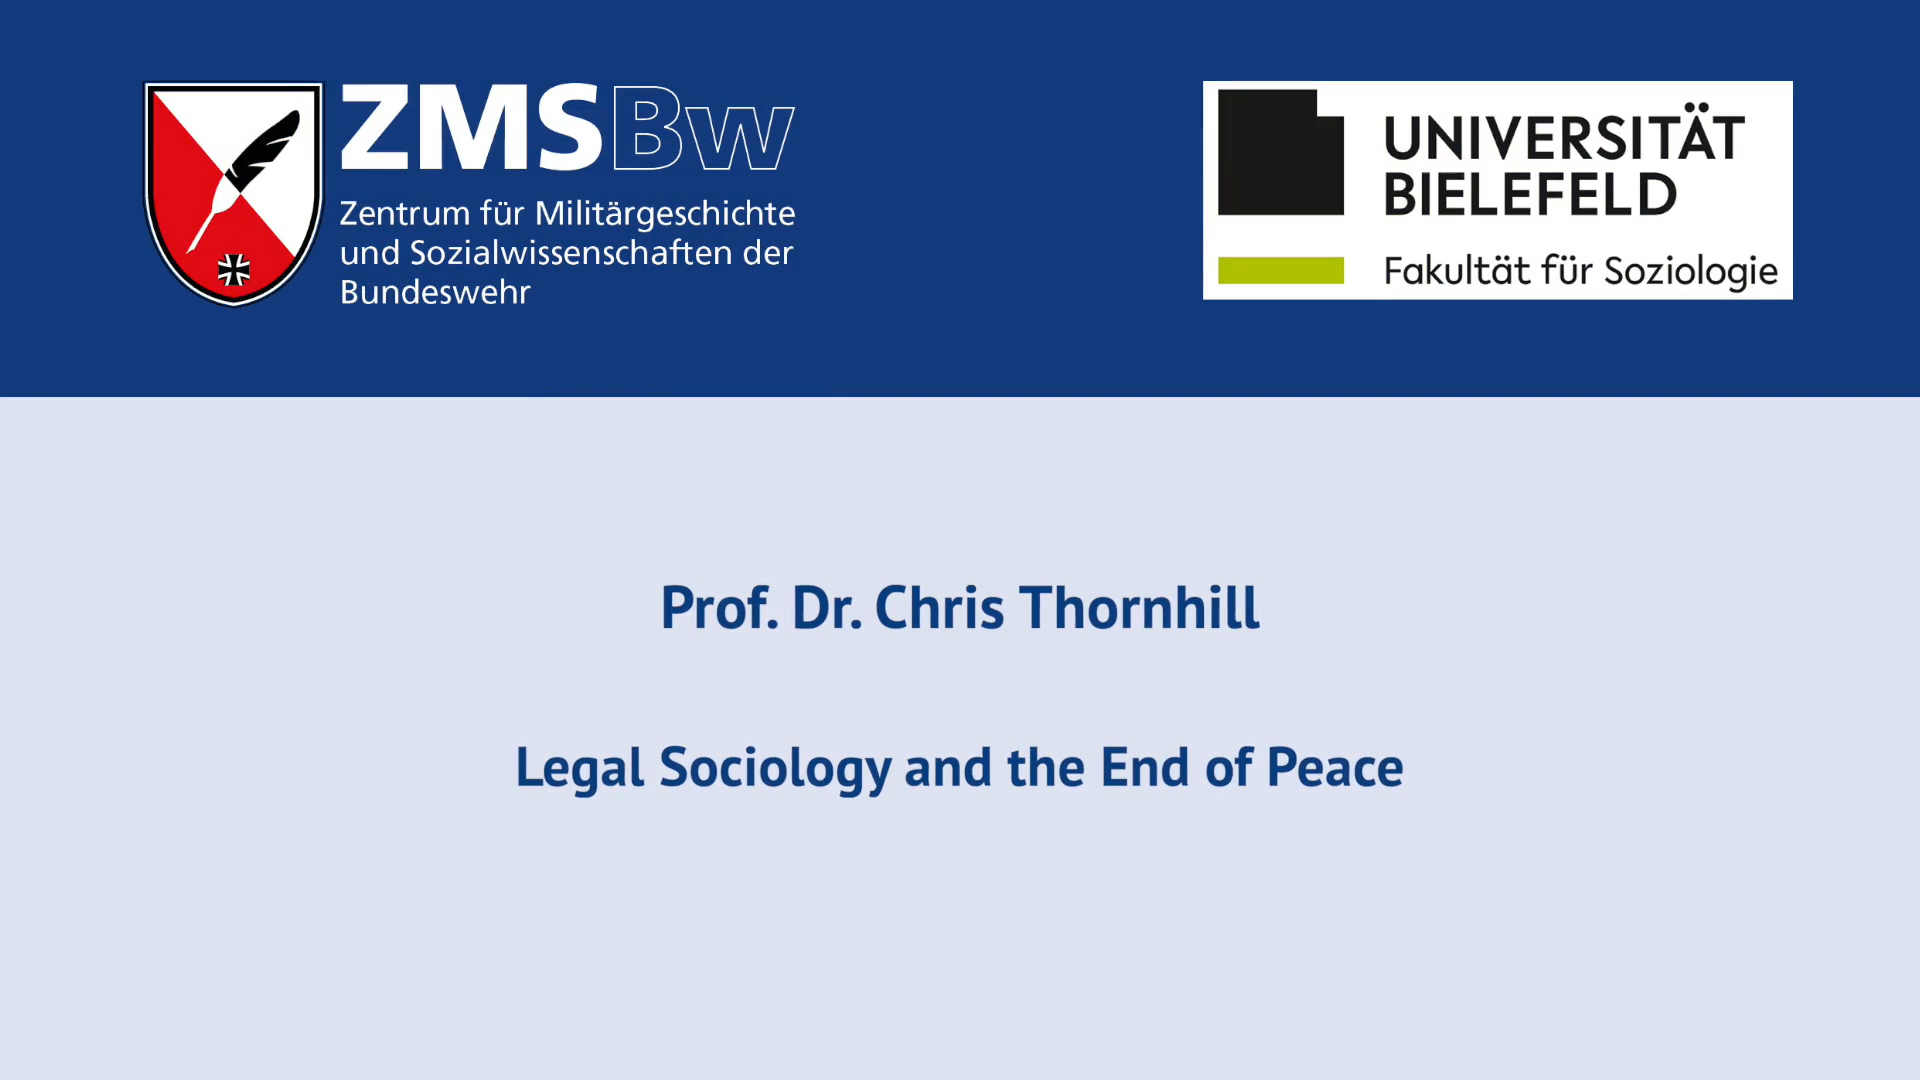 ZMSBw
Zentrum für Militärgeschichte
und Sozialwissenschaften der
Bundeswehr
UNIVERSITÄT
BIELEFELD
Fakultät für Soziologie
Prof. Dr. Chris Thornhill
Legal Sociology and the End of Peace